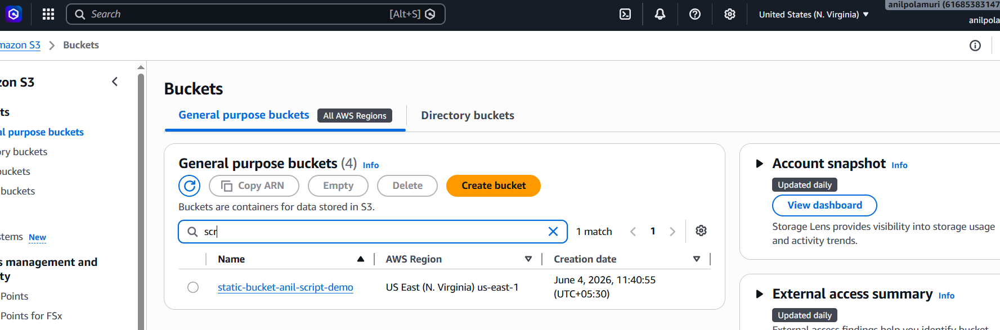 Search [Alt+S]
United States (N. Virginia)
anilpolamuri (61685383147
anilpola
mazon S3 Buckets
zon S3
ts
al purpose buckets
ory buckets
buckets
buckets
stems New
s management and
ty
Points
Points for FSx
Buckets
General purpose buckets All AWS Regions Directory buckets
General purpose buckets (4) Info
Copy ARN Empty Delete Create bucket
Buckets are containers for data stored in S3.
scr 1 match 1
Name AWS Region Creation date
static-bucket-anil-script-demo US East (N. Virginia) us-east-1 June 4, 2026, 11:40:55
(UTC+05:30)
Account snapshot Info
Updated daily
View dashboard
Storage Lens provides visibility into storage usage
and activity trends.
External access summary Info
Updated daily
External access findings help you identify bucket